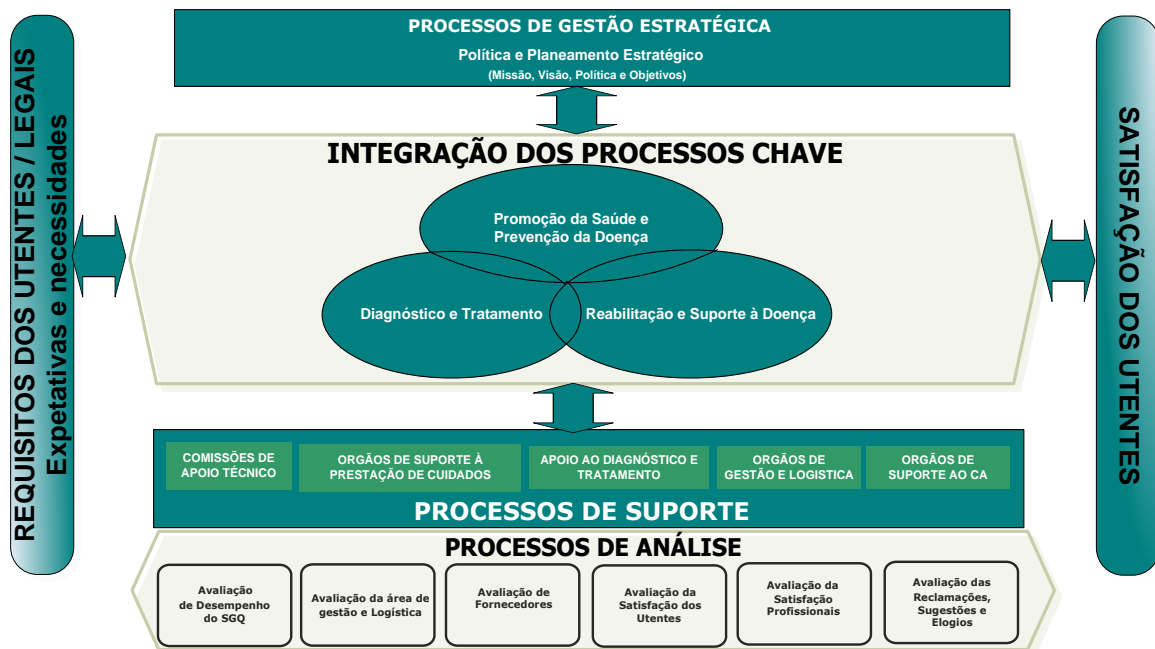 REQUISITOS DOS UTENTES / LEGAIS
Expetativas e necessidades
PROCESSOS DE GESTÃO ESTRATÉGICA
Política e Planeamento Estratégico
(Missão, Visão, Política e Objetivos)
INTEGRAÇÃO DOS PROCESSOS CHAVE
Promoção da Saúde e
Prevenção da Doença
Diagnóstico e Tratamento
Reabilitação e Suporte à Doença
COMISSÕES DE
APOIO TÉCNICO
ORGÃOS DE SUPORTE À
PRESTAÇÃO DE CUIDADOS
APOIO AO DIAGNÓSTICO E
TRATAMENTO
ORGÃOS DE
GESTÃO E LOGISTICA
ORGÃOS DE
SUPORTE AO CA
PROCESSOS DE SUPORTE
PROCESSOS DE ANÁLISE
Avaliação
de Desempenho
do SGQ
Avaliação da área de
gestão e Logística
Avaliação de
Fornecedores
Avaliação da
Satisfação dos
Utentes
Avaliação da
Satisfação
Profissionais
Avaliação das
Reclamações,
Sugestões e
Elogios
SATISFAÇÃO DOS UTENTES